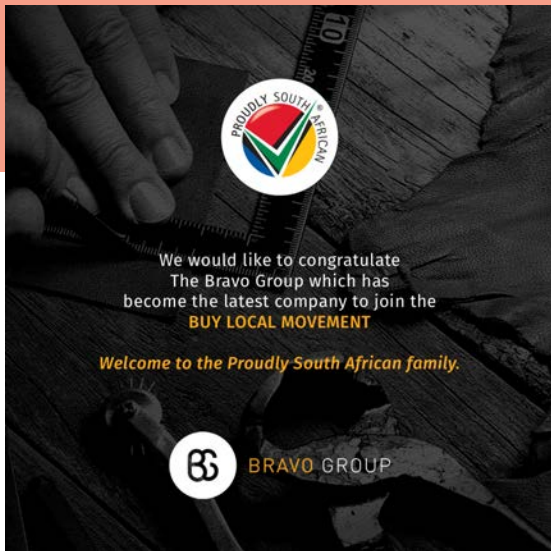 PROUDLY SOUTH AFRICAN®
We would like to congratulate
The Bravo Group which has
become the latest company to join the
BUY LOCAL MOVEMENT
Welcome to the Proudly South African family.
BG BRAVO GROUP